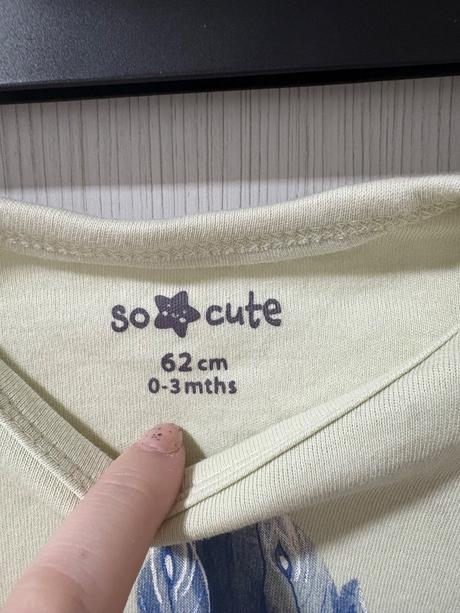 so cute
62 cm
0-3 mths